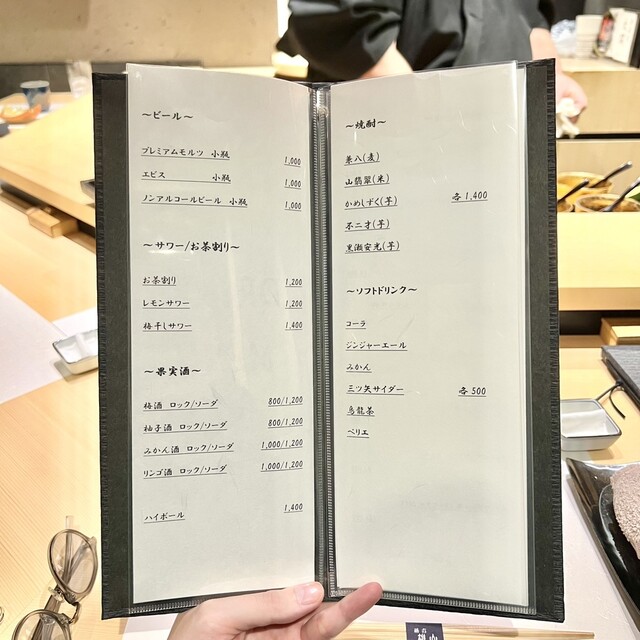 ～ビール～
プレミアムモルツ 小瓶 1,000
エビス 小瓶 1,000
ノンアルコールビール 小瓶 1,000
～サワー/お茶割り～
お茶割り 1,200
レモンサワー 1,200
梅干しサワー 1,400
～果実酒～
梅酒 ロック/ソーダ 800/1,200
柚子酒 ロック/ソーダ 800/1,200
みかん酒 ロック/ソーダ 1,000/1,200
リンゴ酒 ロック/ソーダ 1,000/1,200
ハイボール 1,400
～焼酎～
兼八(麦)
山翡翠(米)
かめしずく(芋) 各1,400
不二才(芋)
黒瀬安光(芋)
～ソフトドリンク～
コーラ
ジンジャーエール
みかん
三ツ矢サイダー 各500
烏龍茶
ペリエ